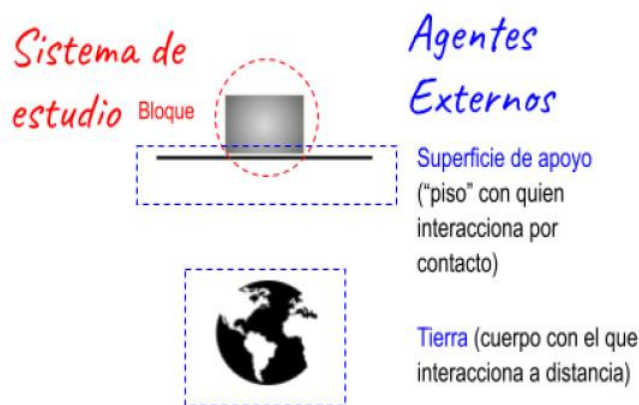 Sistema de
estudio
Bloque
Agentes
Externos
Superficie de apoyo
(“piso” con quien
interacciona por
contacto)
Tierra (cuerpo con el que
interacciona a distancia)